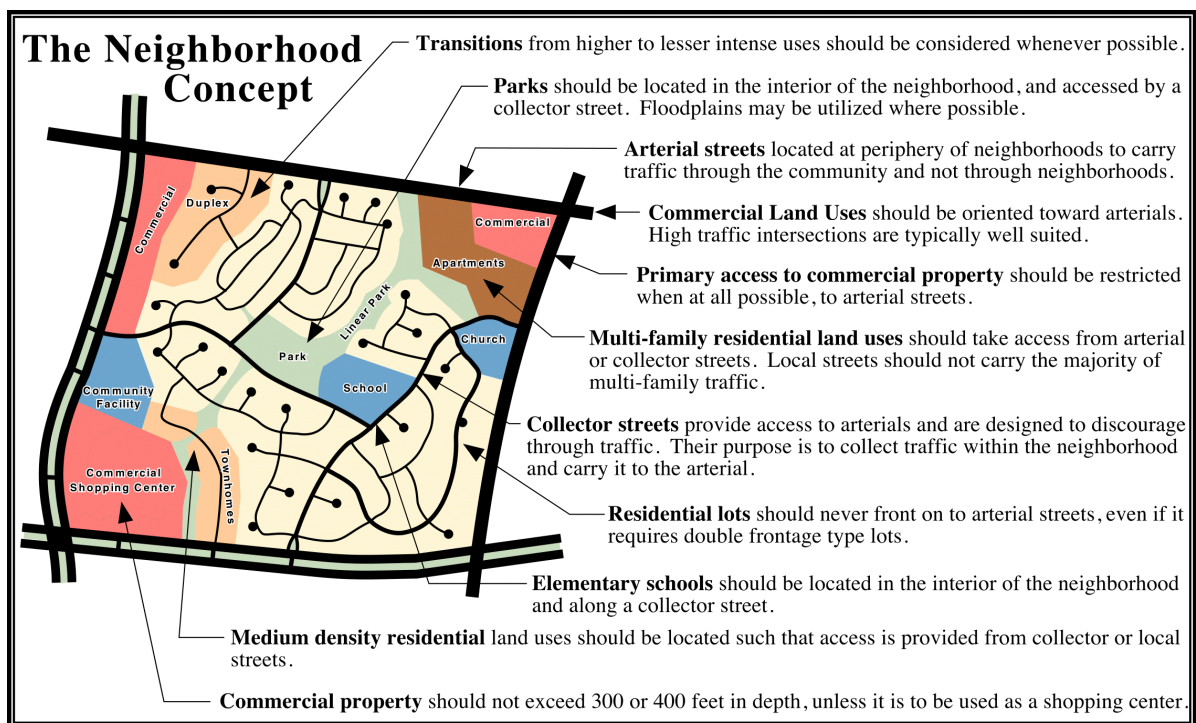 The Neighborhood
Concept
Transitions from higher to lesser intense uses should be considered whenever possible.
Parks should be located in the interior of the neighborhood, and accessed by a
collector street. Floodplains may be utilized where possible.
Arterial streets located at periphery of neighborhoods to carry
traffic through the community and not through neighborhoods.
Commercial Land Uses should be oriented toward arterials.
High traffic intersections are typically well suited.
Primary access to commercial property should be restricted
when at all possible, to arterial streets.
Multi-family residential land uses should take access from arterial
or collector streets. Local streets should not carry the majority of
multi-family traffic.
Collector streets provide access to arterials and are designed to discourage
through traffic. Their purpose is to collect traffic within the neighborhood
and carry it to the arterial.
Residential lots should never front on to arterial streets, even if it
requires double frontage type lots.
Elementary schools should be located in the interior of the neighborhood
and along a collector street.
Medium density residential land uses should be located such that access is provided from collector or local
streets.
Commercial property should not exceed 300 or 400 feet in depth, unless it is to be used as a shopping center.
Commercial
Duplex
Commercial
Apartments
Linear Park
Church
Park
School
Community
Facility
Commercial
Shopping Center
Townhomes